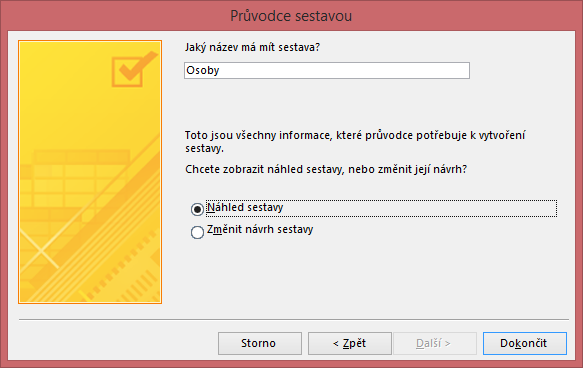 Průvodce sestavou
Jaký název má mít sestava?
Osoby
Toto jsou všechny informace, které průvodce potřebuje k vytvoření
sestavy.
Chcete zobrazit náhled sestavy, nebo změnit její návrh?
Náhled sestavy
Změnit návrh sestavy
Storno
< Zpět
Další >
Dokončit